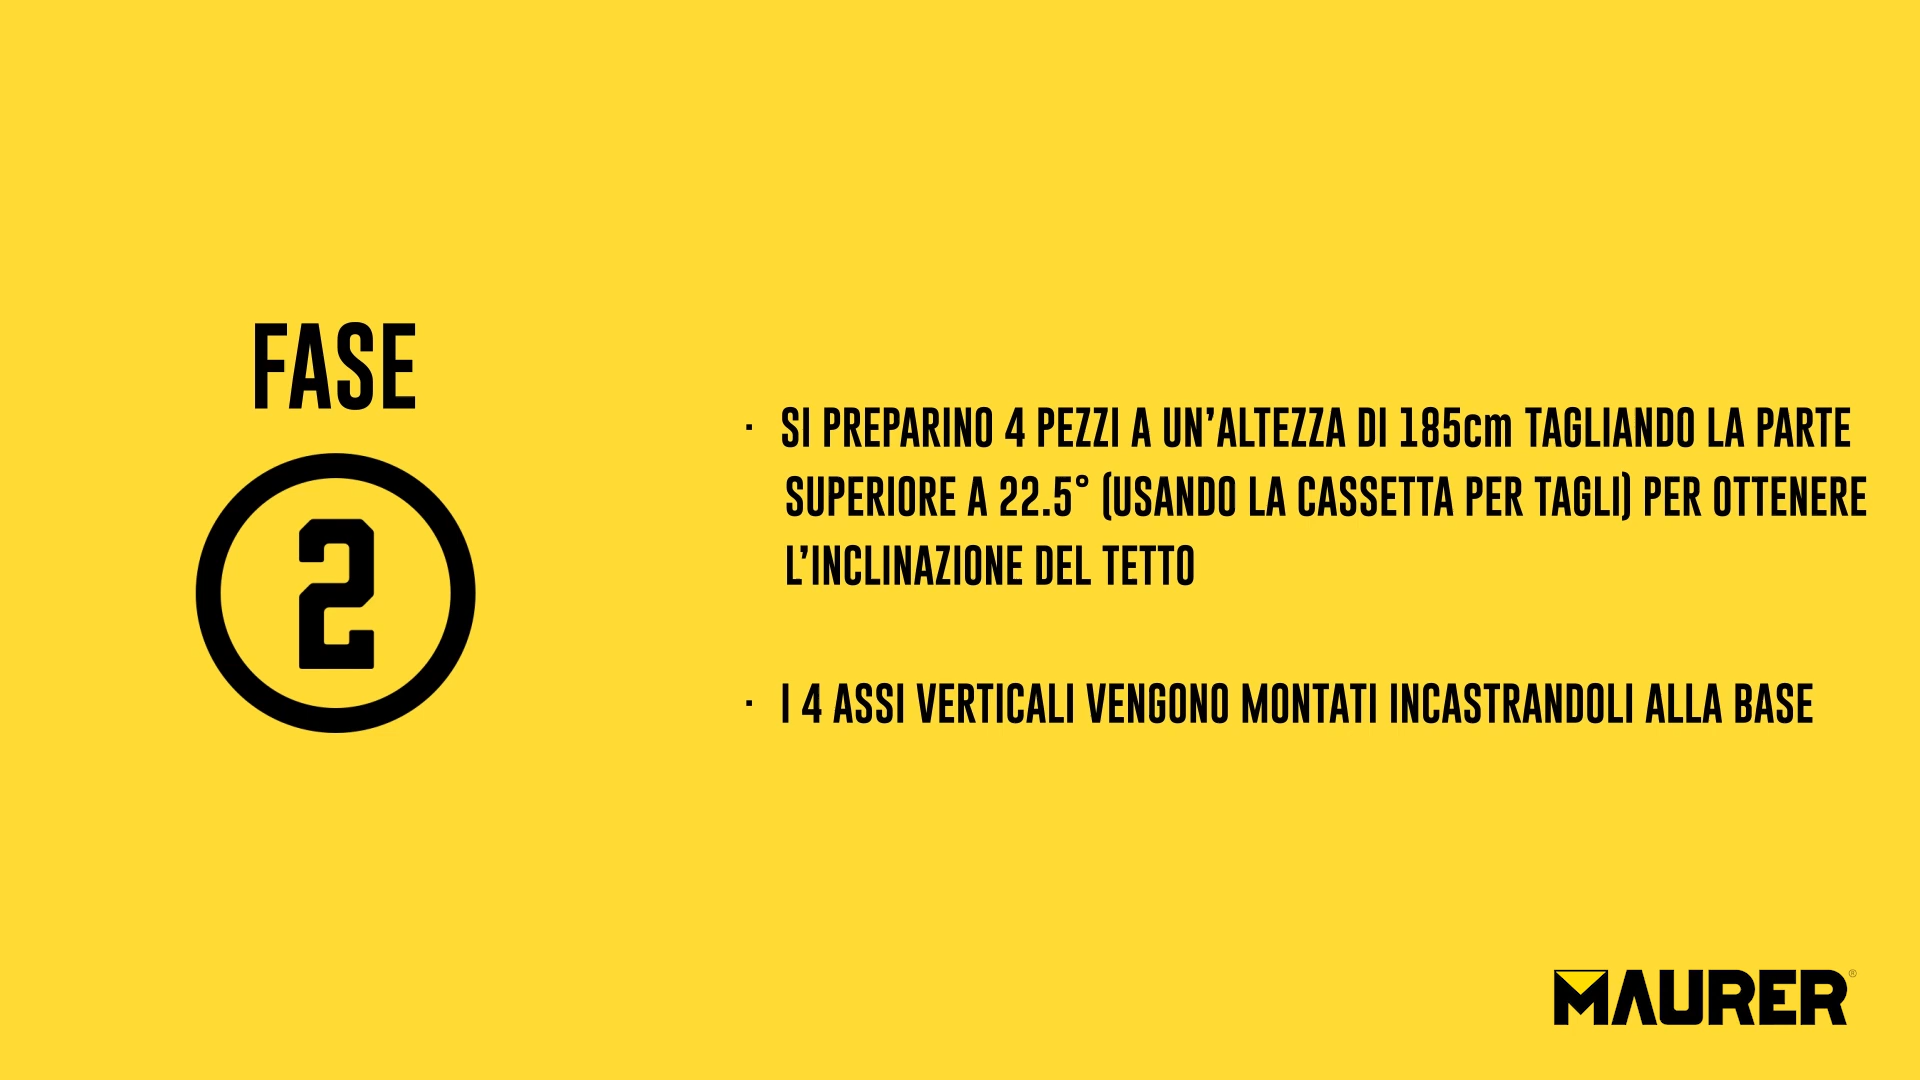 FASE
2
· SI PREPARINO 4 PEZZI A UN’ALTEZZA DI 185cm TAGLIANDO LA PARTE
SUPERIORE A 22.5° (USANDO LA CASSETTA PER TAGLI) PER OTTENERE
L’INCLINAZIONE DEL TETTO
· I 4 ASSI VERTICALI VENGONO MONTATI INCASTRANDOLI ALLA BASE
MAURER®